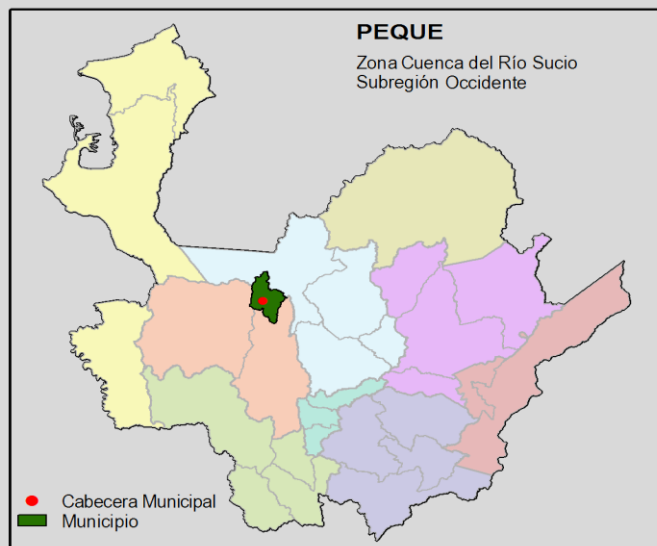 PEQUE
Zona Cuenca del Río Sucio
Subregión Occidente
Cabecera Municipal
Municipio